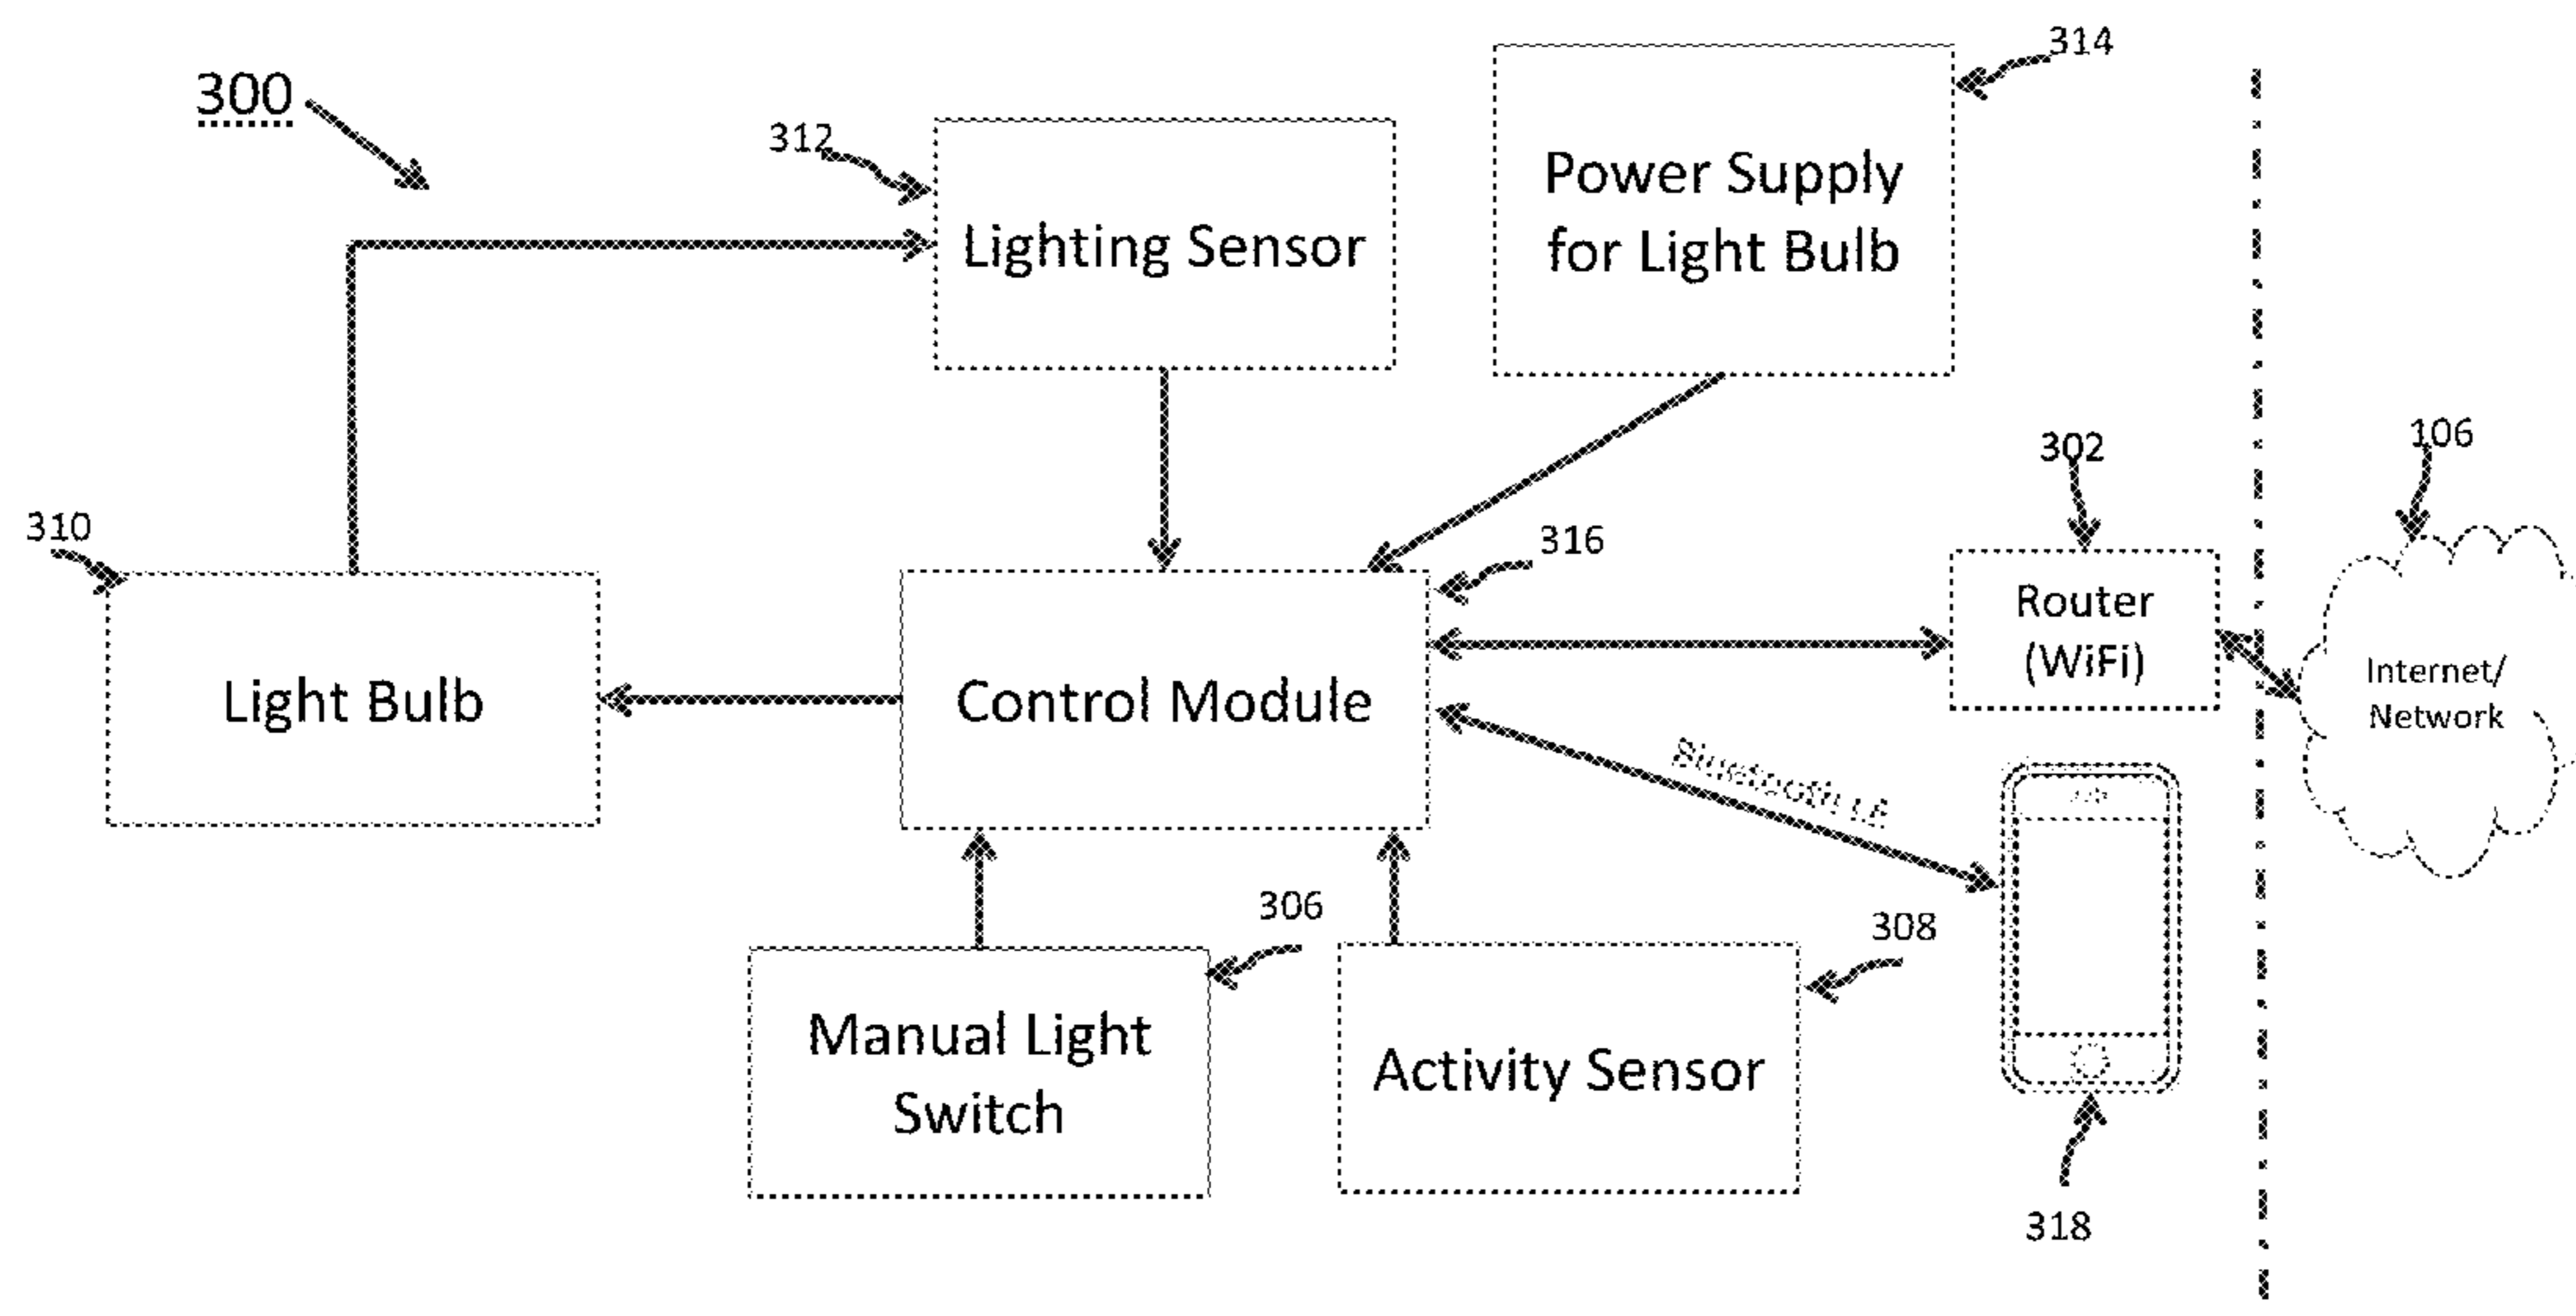 314
300
312
Power Supply
for Light Bulb
Lighting Sensor
106
302
310
316
Router
(WiFi)
Internet/
Network
Light Bulb
Control Module
Bluetooth LE
306
308
Manual Light
Switch
Activity Sensor
318